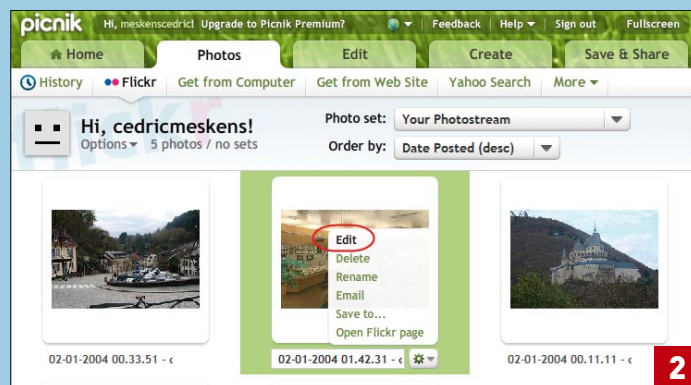 picnik Hi, meskenscedric! Upgrade to Picnik Premium? Feedback Help Sign out Fullscreen
Home Photos Edit Create Save & Share
History Flickr Get from Computer Get from Web Site Yahoo Search More
flickr
Hi, cedricmeskens!
Options 5 photos / no sets
Photo set: Your Photostream
Order by: Date Posted (desc)
Edit
Delete
Rename
Email
Save to...
Open Flickr page
02-01-2004 00.33.51 - c 02-01-2004 01.42.31 - c 02-01-2004 00.11.11 - c
2